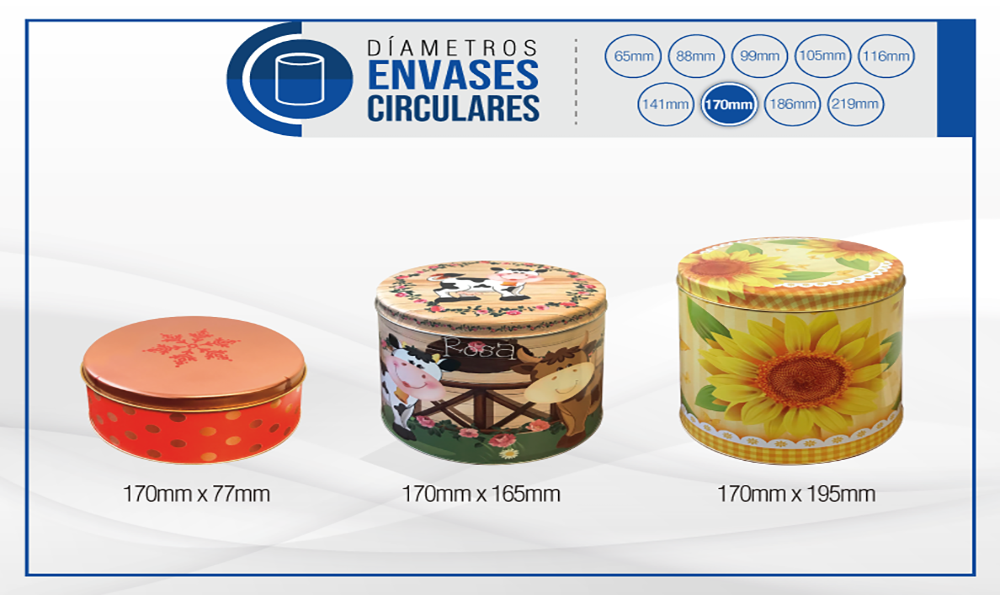 DÍAMETROS
ENVASES
CIRCULARES
65mm 88mm 99mm 105mm 116mm
141mm 170mm 186mm 219mm
Rosa
170mm x 77mm
170mm x 165mm
170mm x 195mm